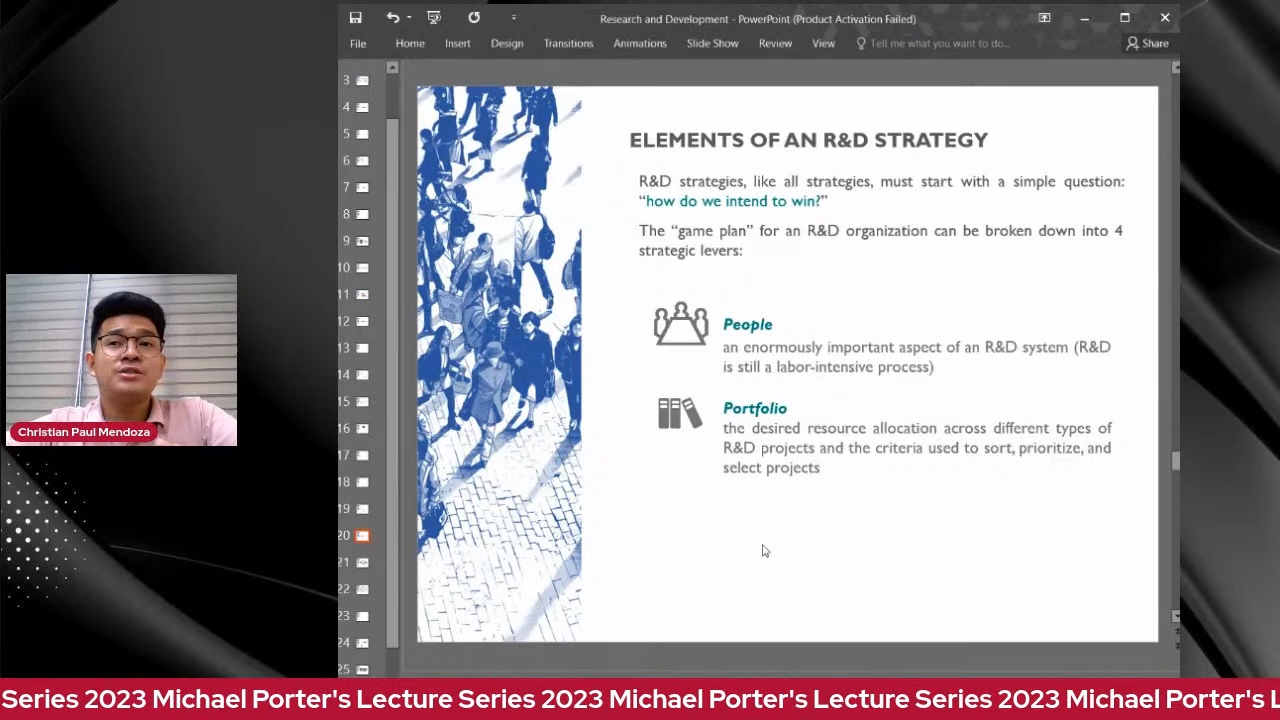 Research and Development - PowerPoint (Product Activation Failed)
File Home Insert Design Transitions Animations Slide Show Review View Tell me what you want to do... Share
3
4
5
6
7
8
9
10
11
12
13
14
15
16
17
18
19
20
21
22
23
24
25
ELEMENTS OF AN R&D STRATEGY
R&D strategies, like all strategies, must start with a simple question:
“how do we intend to win?”
The “game plan” for an R&D organization can be broken down into 4
strategic levers:
People
an enormously important aspect of an R&D system (R&D
is still a labor-intensive process)
Portfolio
the desired resource allocation across different types of
R&D projects and the criteria used to sort, prioritize, and
select projects
Christian Paul Mendoza
Series 2023 Michael Porter's Lecture Series 2023 Michael Porter's Lecture Series 2023 Michael Porter's L